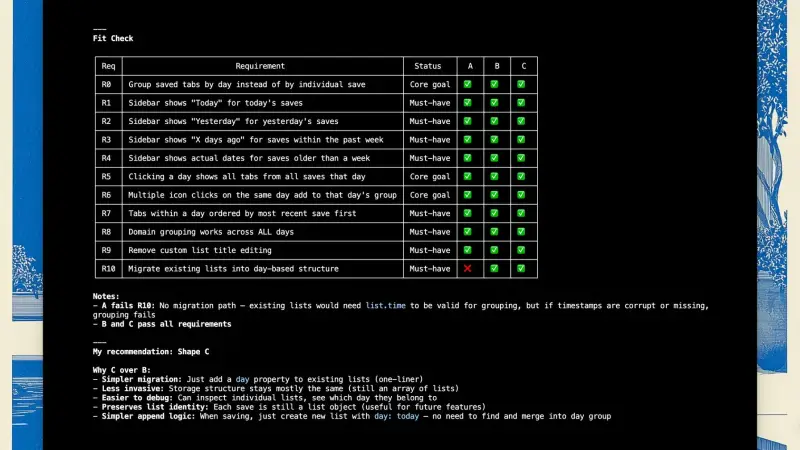 ———
Fit Check
Req Requirement Status A B C
R0 Group saved tabs by day instead of by individual save Core goal ✅ ✅ ✅
R1 Sidebar shows "Today" for today's saves Must-have ✅ ✅ ✅
R2 Sidebar shows "Yesterday" for yesterday's saves Must-have ✅ ✅ ✅
R3 Sidebar shows "X days ago" for saves within the past week Must-have ✅ ✅ ✅
R4 Sidebar shows actual dates for saves older than a week Must-have ✅ ✅ ✅
R5 Clicking a day shows all tabs from all saves that day Core goal ✅ ✅ ✅
R6 Multiple icon clicks on the same day add to that day's group Core goal ✅ ✅ ✅
R7 Tabs within a day ordered by most recent save first Must-have ✅ ✅ ✅
R8 Domain grouping works across ALL days Must-have ✅ ✅ ✅
R9 Remove custom list title editing Must-have ✅ ✅ ✅
R10 Migrate existing lists into day-based structure Must-have ❌ ✅ ✅
Notes:
- A fails R10: No migration path — existing lists would need list.time to be valid for grouping, but if timestamps are corrupt or missing,
grouping fails
- B and C pass all requirements
———
My recommendation: Shape C
Why C over B:
- Simpler migration: Just add a day property to existing lists (one-liner)
- Less invasive: Storage structure stays mostly the same (still an array of lists)
- Easier to debug: Can inspect individual lists, see which day they belong to
- Preserves list identity: Each save is still a list object (useful for future features)
- Simpler append logic: When saving, just create new list with day: today — no need to find and merge into day group